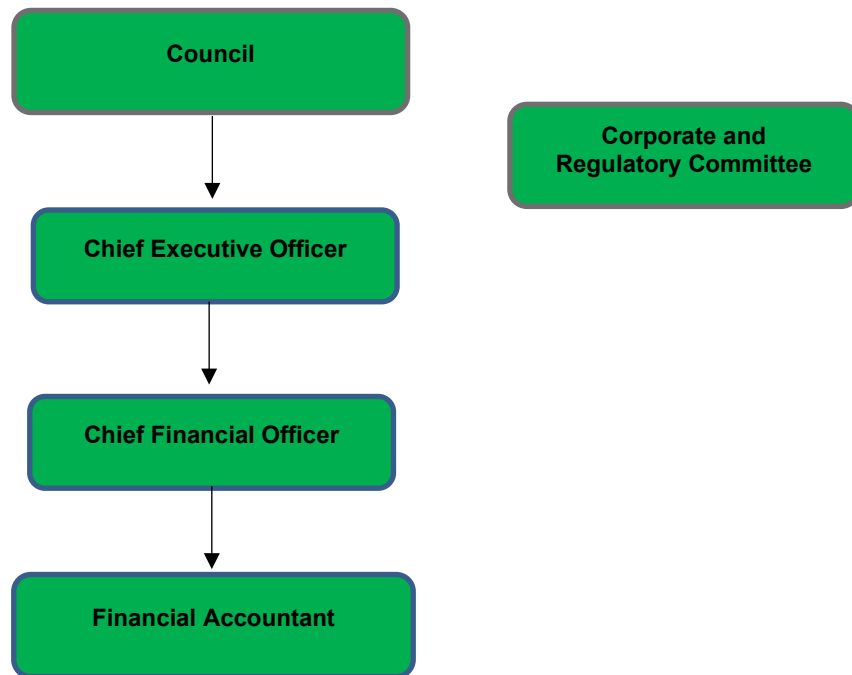 Council
Corporate and
Regulatory Committee
Chief Executive Officer
Chief Financial Officer
Financial Accountant